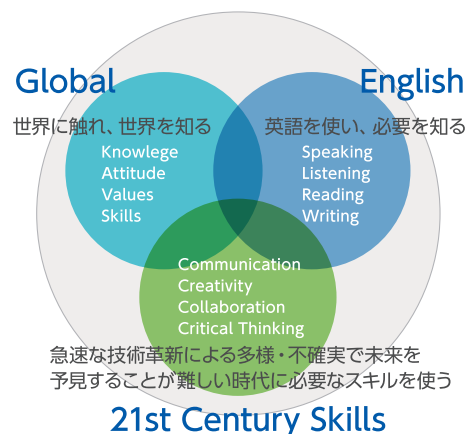 Global
世界に触れ、世界を知る
Knowlege
Attitude
Values
Skills
English
英語を使い、必要を知る
Speaking
Listening
Reading
Writing
Communication
Creativity
Collaboration
Critical Thinking
急速な技術革新による多様・不確実で未来を
予見することが難しい時代に必要なスキルを使う
21st Century Skills